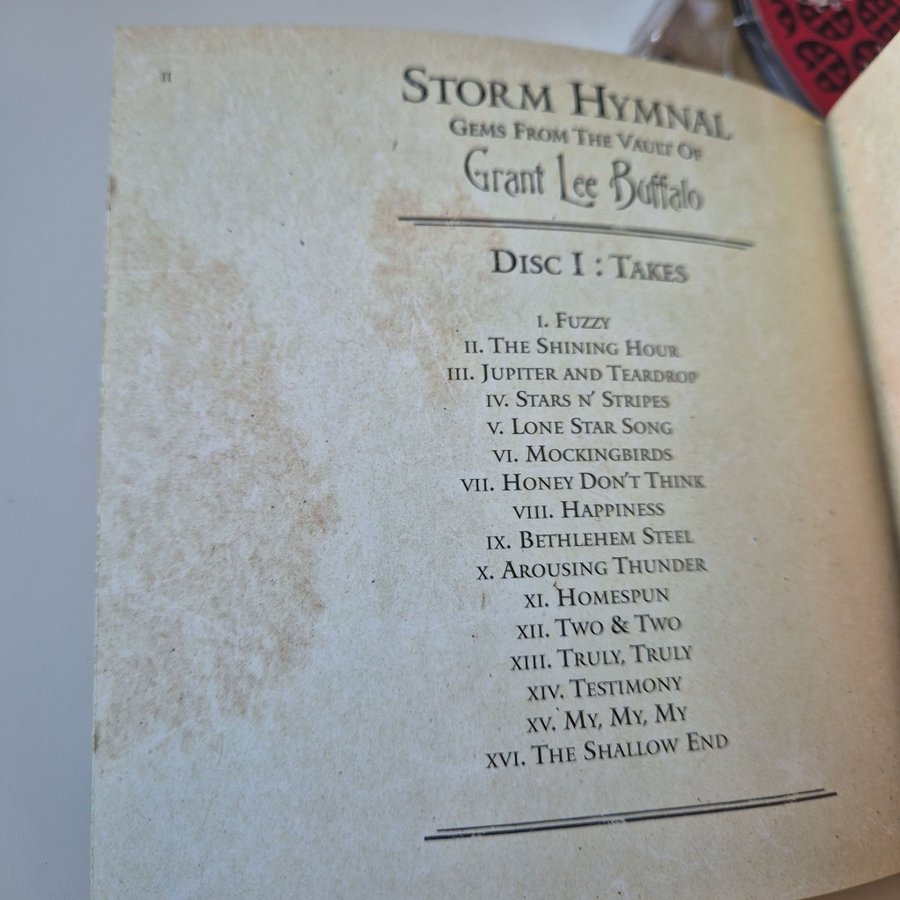 II
STORM HYMNAL
GEMS FROM THE VAULT OF
Grant Lee Buffalo
DISC I : TAKES
I. FUZZY
II. THE SHINING HOUR
III. JUPITER AND TEARDROP
IV. STARS N' STRIPES
V. LONE STAR SONG
VI. MOCKINGBIRDS
VII. HONEY DON'T THINK
VIII. HAPPINESS
IX. BETHLEHEM STEEL
X. AROUSING THUNDER
XI. HOMESPUN
XII. TWO & TWO
XIII. TRULY, TRULY
XIV. TESTIMONY
XV. MY, MY, MY
XVI. THE SHALLOW END